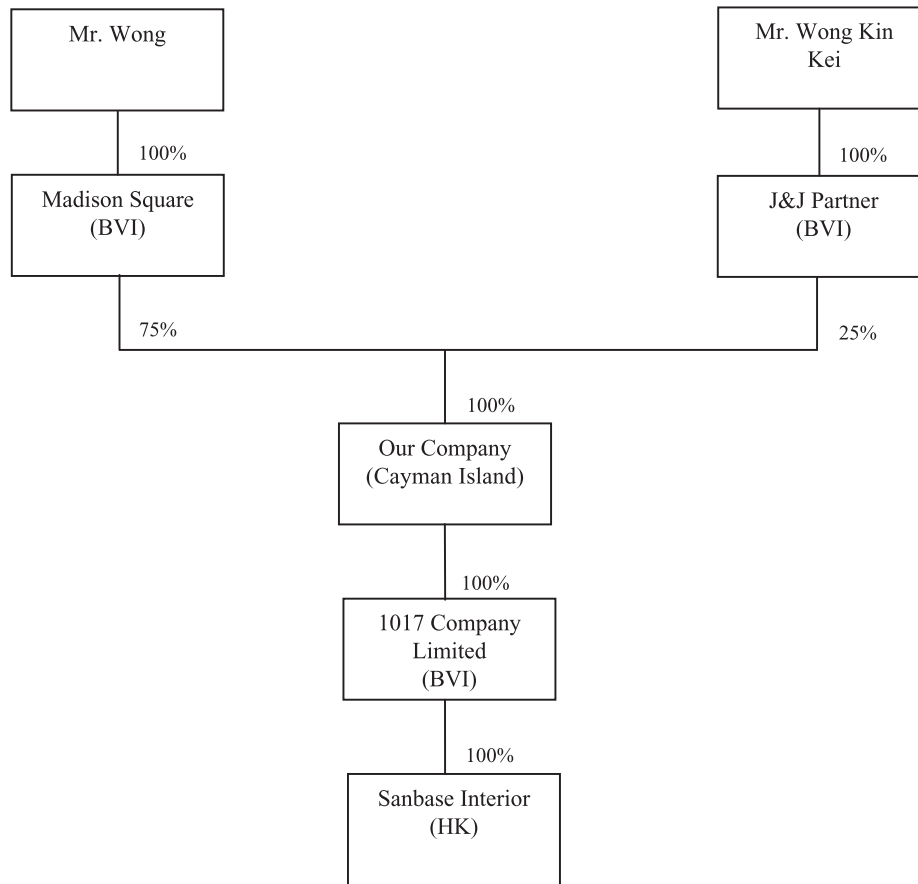 Mr. Wong
Mr. Wong Kin
Kei
100%
100%
Madison Square
(BVI)
J&J Partner
(BVI)
75%
25%
100%
Our Company
(Cayman Island)
100%
1017 Company
Limited
(BVI)
100%
Sanbase Interior
(HK)